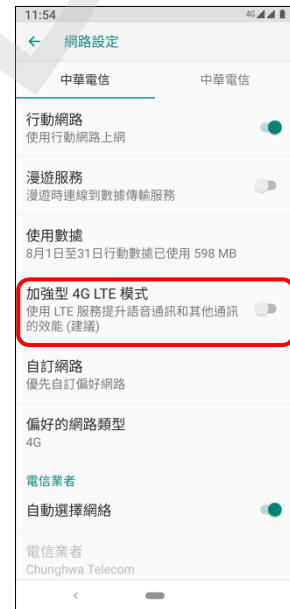 11:54
4G
網路設定
中華電信
中華電信
行動網路
使用行動網路上網
漫遊服務
漫遊時連線到數據傳輸服務
使用數據
8月1日至31日行動數據已使用 598 MB
加強型 4G LTE 模式
使用 LTE 服務提升語音通訊和其他通訊
的效能 (建議)
自訂網路
優先自訂偏好網路
偏好的網路類型
4G
電信業者
自動選擇網絡
電信業者
Chunghwa Telecom